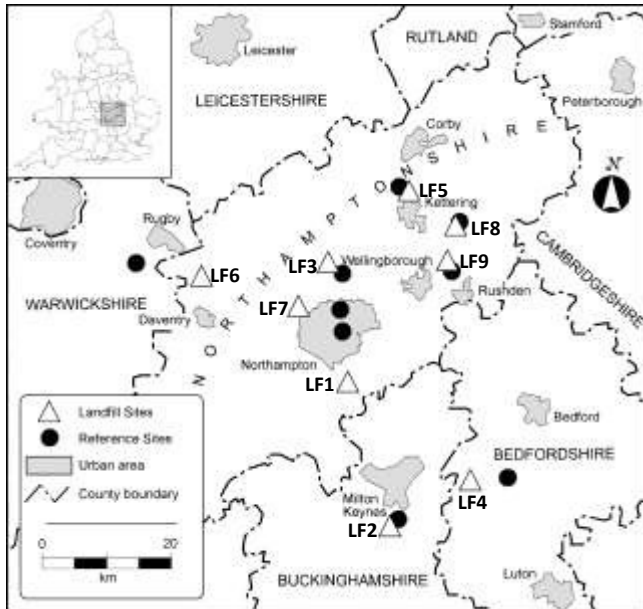 RUTLAND
Stamford
Leicester
LEICESTERSHIRE
Peterborough
Corby
NORTHAMPTONSHIRE
N
LF5
Kettering
Rugby
Coventry
LF8
CAMBRIDGESHIRE
LF3
Wellingborough
LF9
LF6
Rushden
WARWICKSHIRE
LF7
Daventry
Northampton
LF1
Landfill Sites
Reference Sites
Urban area
County boundary
0 20
km
Bedford
BEDFORDSHIRE
LF4
Milton
Keynes
LF2
BUCKINGHAMSHIRE
Luton